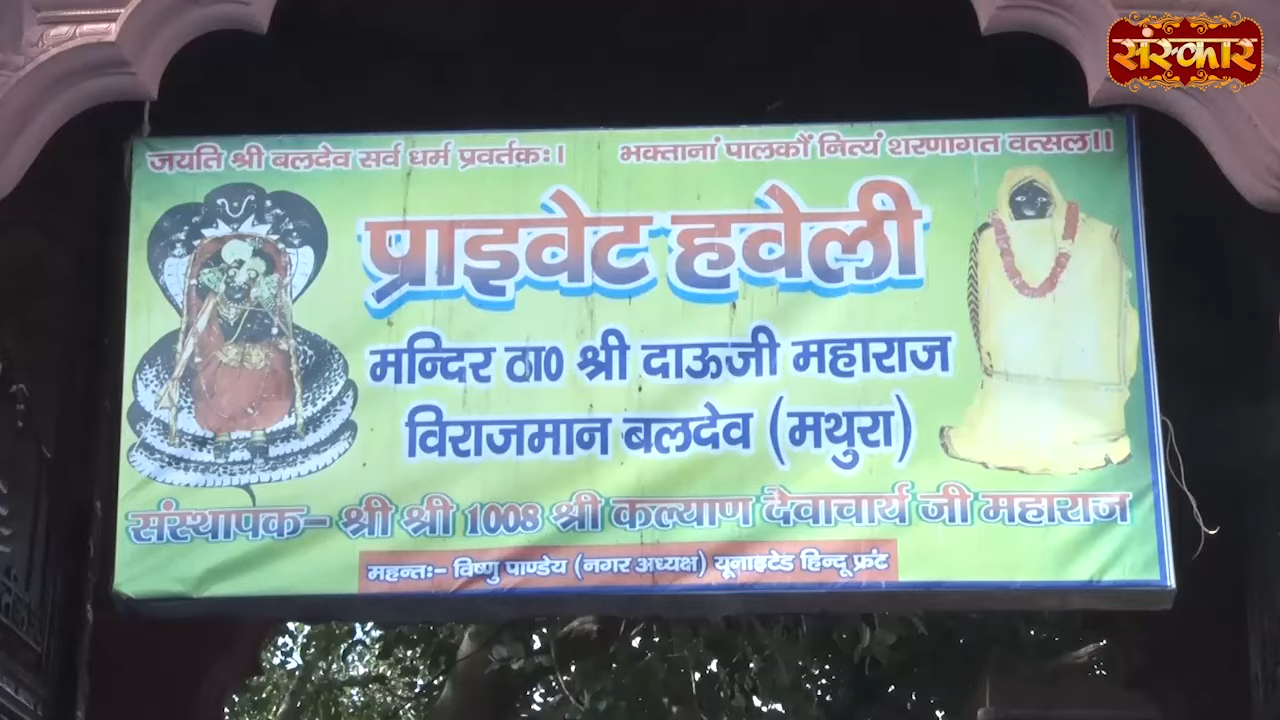 संस्कार
जयति श्री बलदेव सर्व धर्म प्रवर्तकः। भक्तानां पालकौं नित्यं शरणागत वत्सल॥
प्राइवेट हवेली
मन्दिर ठा० श्री दाऊजी महाराज
विराजमान बलदेव (मथुरा)
संस्थापक- श्री श्री 1008 श्री कल्याण देवाचार्य जी महाराज
महन्तः- विष्णु पाण्डेय (नगर अध्यक्ष) यूनाइटेड हिन्दू फ्रंट